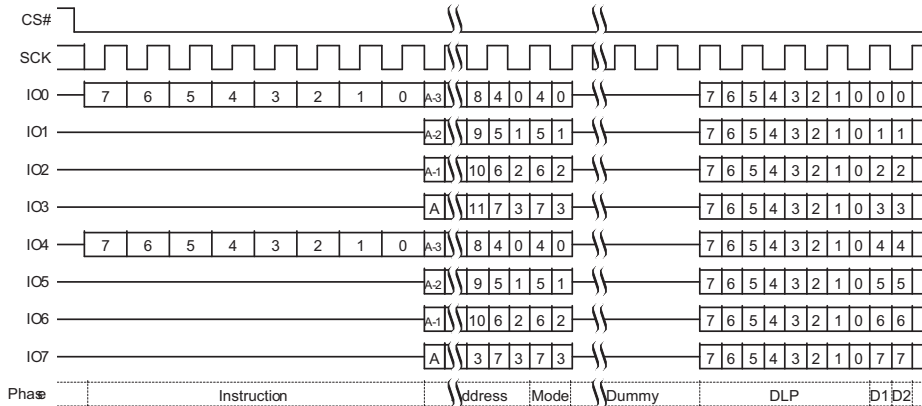 CS#
SCK
IO0 7 6 5 4 3 2 1 0 A-3 8 4 0 4 0 7 6 5 4 3 2 1 0 0 0
IO1 A-2 9 5 1 5 1 7 6 5 4 3 2 1 0 1 1
IO2 A-1 10 6 2 6 2 7 6 5 4 3 2 1 0 2 2
IO3 A 11 7 3 7 3 7 6 5 4 3 2 1 0 3 3
IO4 7 6 5 4 3 2 1 0 A-3 8 4 0 4 0 7 6 5 4 3 2 1 0 4 4
IO5 A-2 9 5 1 5 1 7 6 5 4 3 2 1 0 5 5
IO6 A-1 10 6 2 6 2 7 6 5 4 3 2 1 0 6 6
IO7 A 3 7 3 7 3 7 6 5 4 3 2 1 0 7 7
Phase Instruction ddress Mode Dummy DLP D1 D2